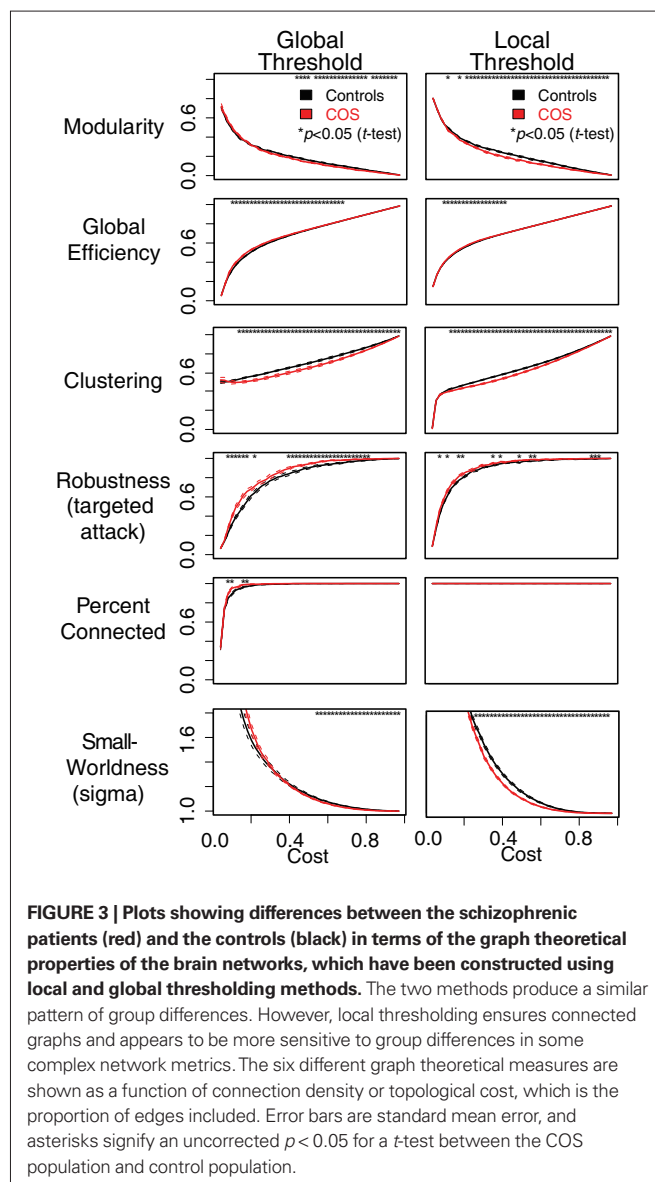 Global Threshold
Local Threshold
Modularity
0.6
0.0
**** ************** *******
Controls
COS
*p<0.05 (t-test)
* * ***********************************
Controls
COS
*p<0.05 (t-test)
Global Efficiency
0.6
0.0
Clustering
0.6
0.0
Robustness (targeted attack)
0.6
0.0
Percent Connected
0.6
0.0
Small-Worldness (sigma)
1.6
1.0
0.0 0.4 0.8
Cost
0.0 0.4 0.8
Cost
FIGURE 3 | Plots showing differences between the schizophrenic
patients (red) and the controls (black) in terms of the graph theoretical
properties of the brain networks, which have been constructed using
local and global thresholding methods. The two methods produce a similar
pattern of group differences. However, local thresholding ensures connected
graphs and appears to be more sensitive to group differences in some
complex network metrics. The six different graph theoretical measures are
shown as a function of connection density or topological cost, which is the
proportion of edges included. Error bars are standard mean error, and
asterisks signify an uncorrected p < 0.05 for a t-test between the COS
population and control population.